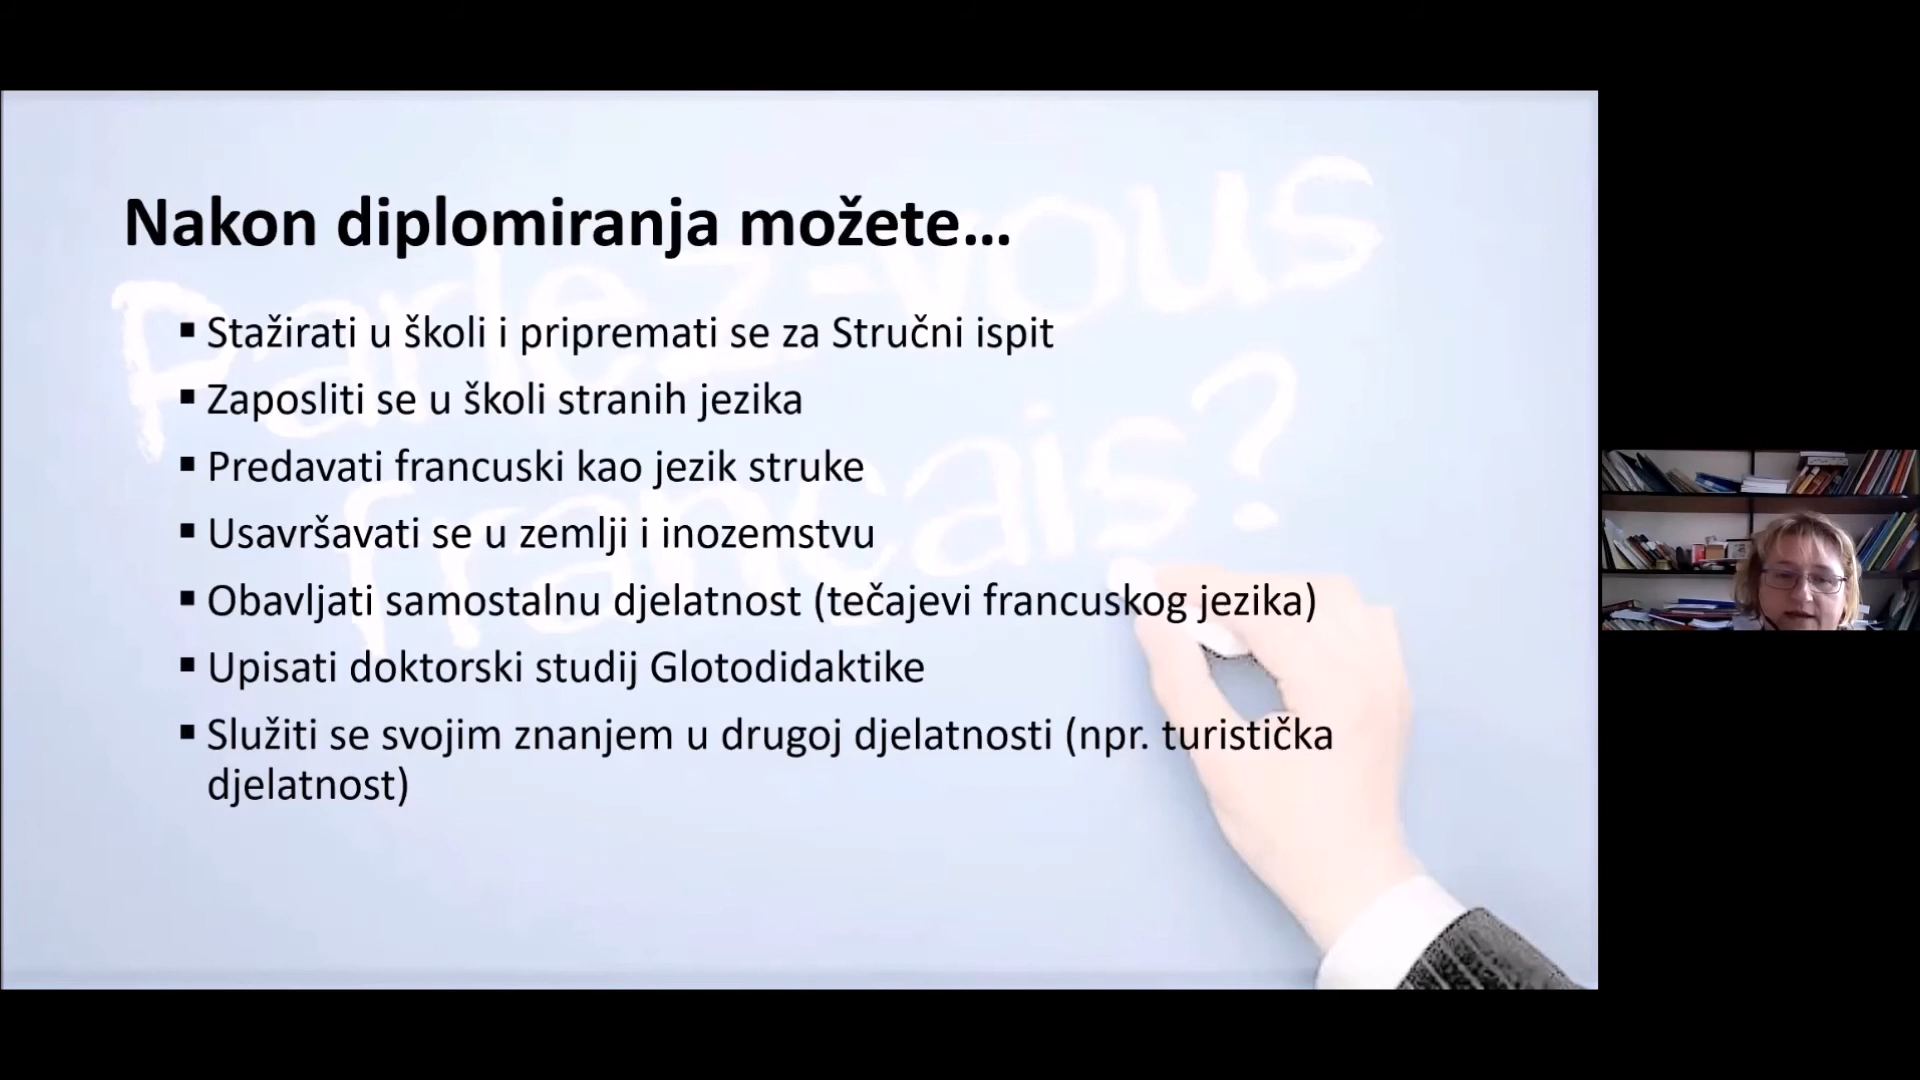 Nakon diplomiranja možete...
Parlez-vous
français?
▪ Stažirati u školi i pripremati se za Stručni ispit
▪ Zaposliti se u školi stranih jezika
▪ Predavati francuski kao jezik struke
▪ Usavršavati se u zemlji i inozemstvu
▪ Obavljati samostalnu djelatnost (tečajevi francuskog jezika)
▪ Upisati doktorski studij Glotodidaktike
▪ Služiti se svojim znanjem u drugoj djelatnosti (npr. turistička
djelatnost)